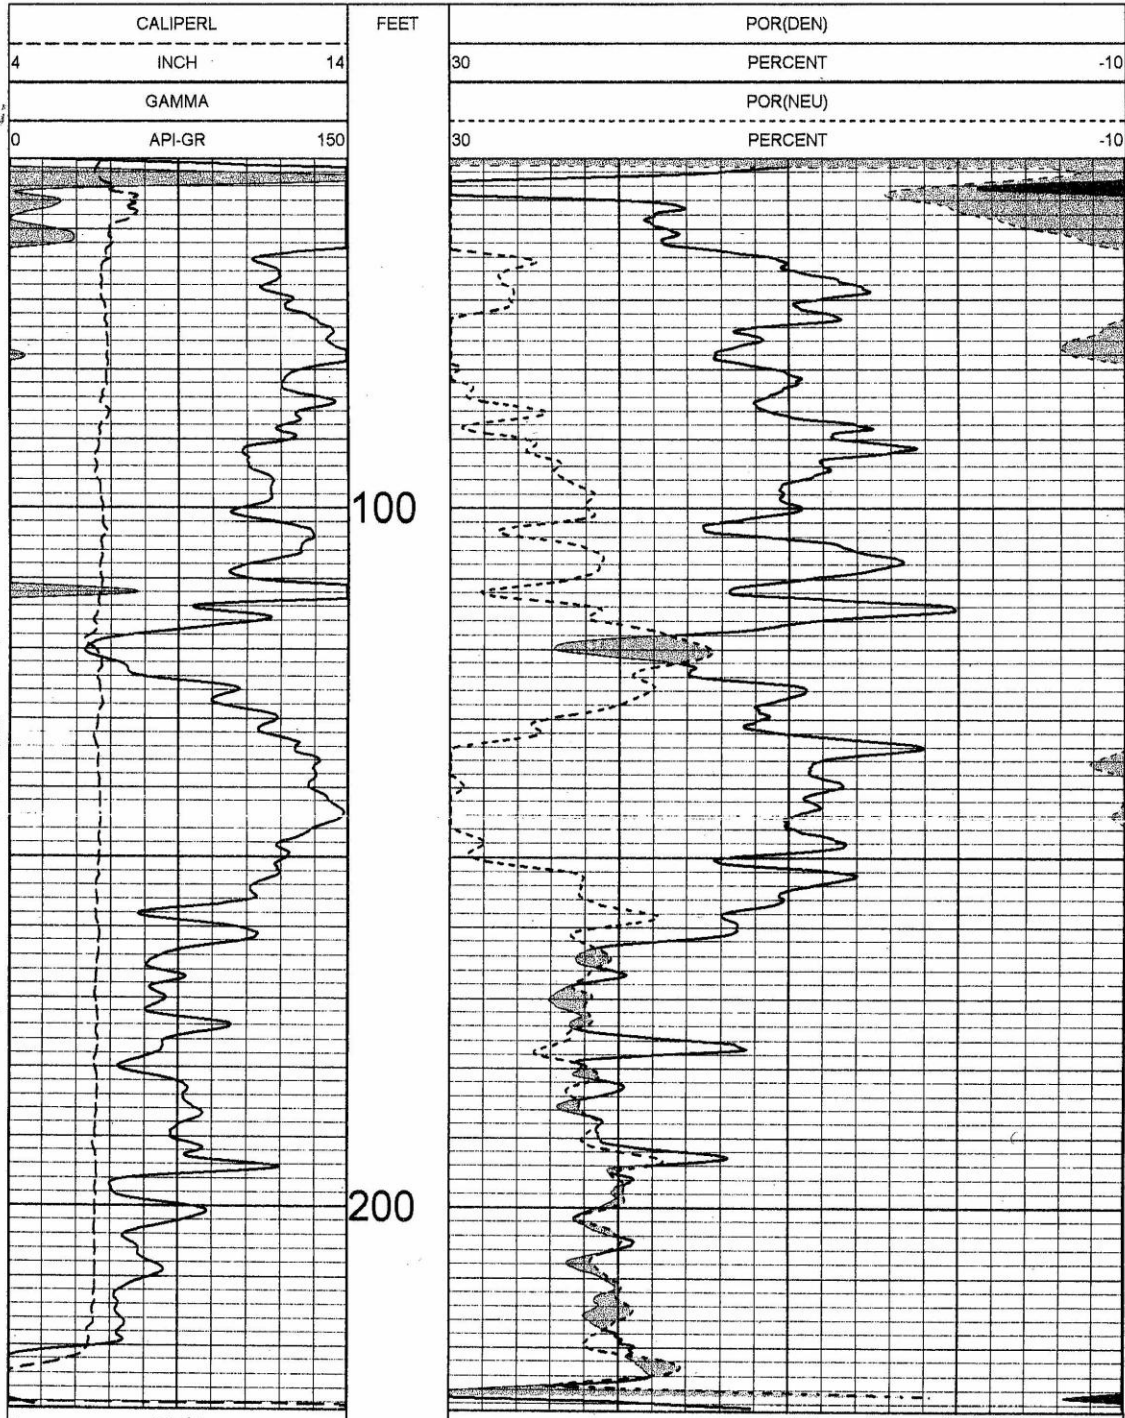 CALIPERL FEET POR(DEN)
4 INCH 14 30 PERCENT -10
GAMMA POR(NEU)
0 API-GR 150 30 PERCENT -10
100
200